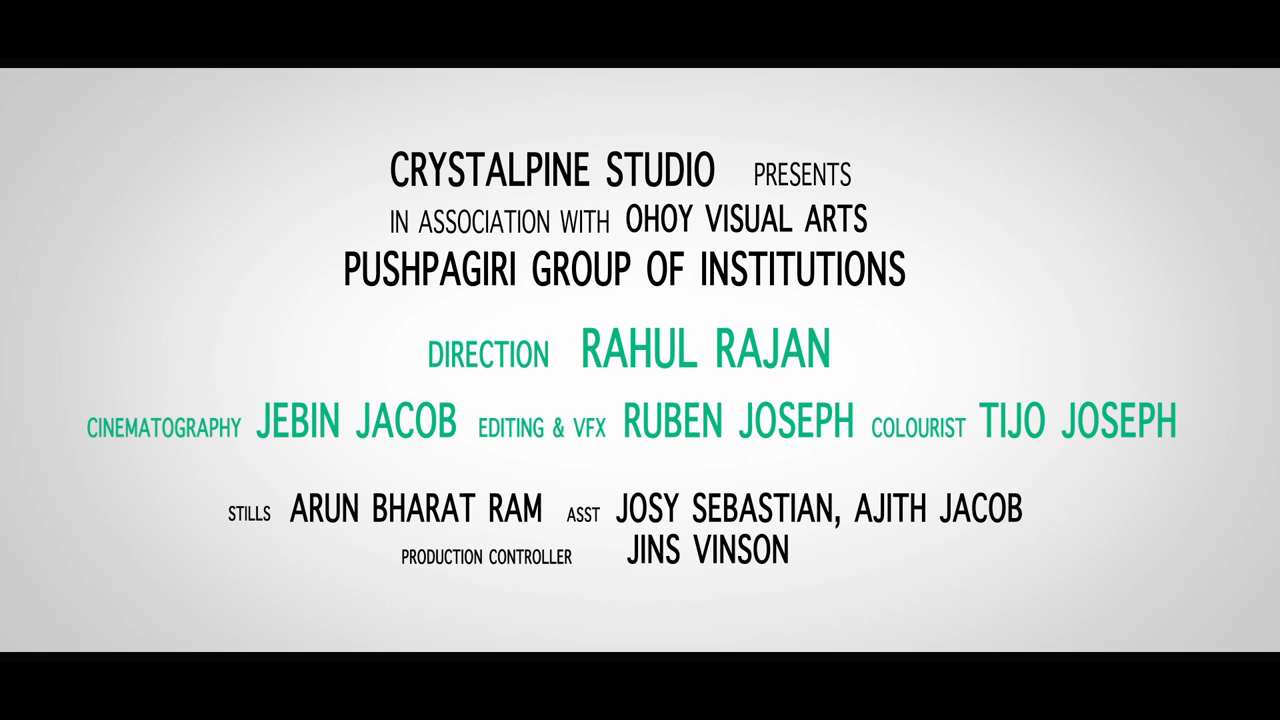 CRYSTALPINE STUDIO PRESENTS
IN ASSOCIATION WITH OHOY VISUAL ARTS
PUSHPAGIRI GROUP OF INSTITUTIONS
DIRECTION RAHUL RAJAN
CINEMATOGRAPHY JEBIN JACOB EDITING & VFX RUBEN JOSEPH COLOURIST TIJO JOSEPH
STILLS ARUN BHARAT RAM ASST JOSY SEBASTIAN, AJITH JACOB
PRODUCTION CONTROLLER JINS VINSON